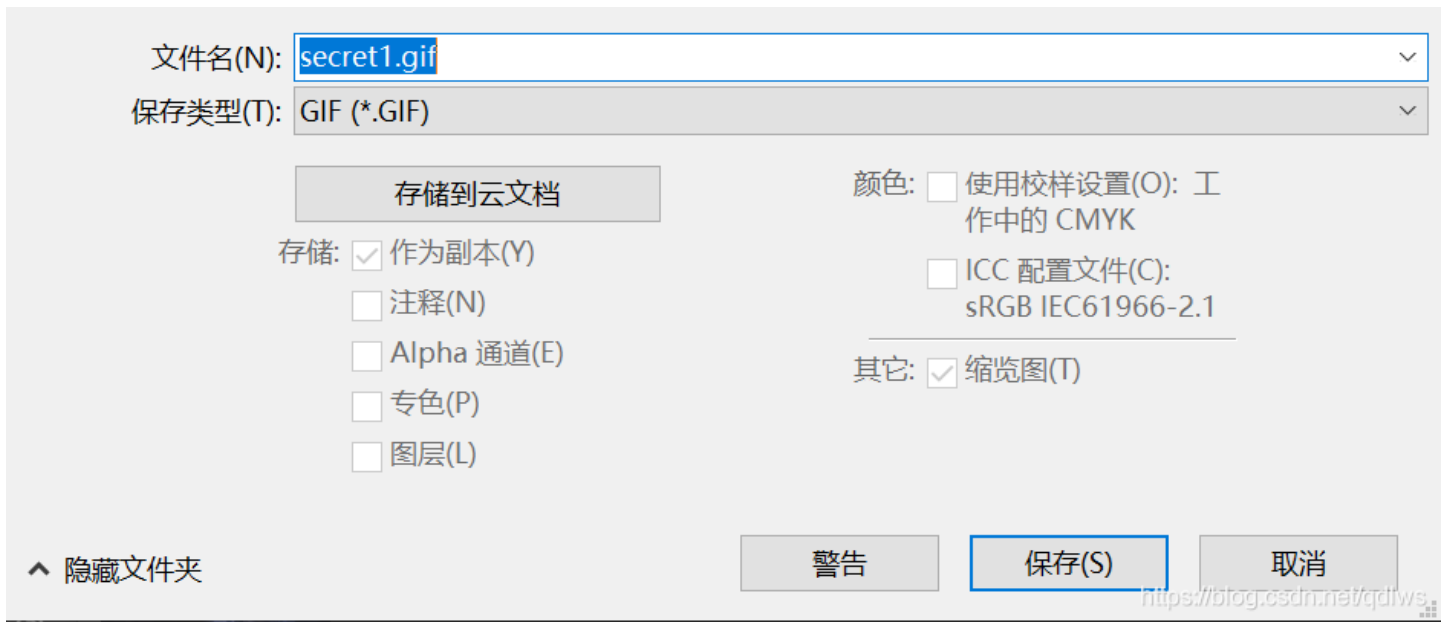 文件名(N): secret1.gif
保存类型(T): GIF (*.GIF)
存储到云文档
存储: 作为副本(Y)
注释(N)
Alpha 通道(E)
专色(P)
图层(L)
颜色: 使用校样设置(O): 工
作中的 CMYK
ICC 配置文件(C):
sRGB IEC61966-2.1
其它: 缩览图(T)
隐藏文件夹
警告
保存(S)
取消
https://blog.csdn.net/qdlws